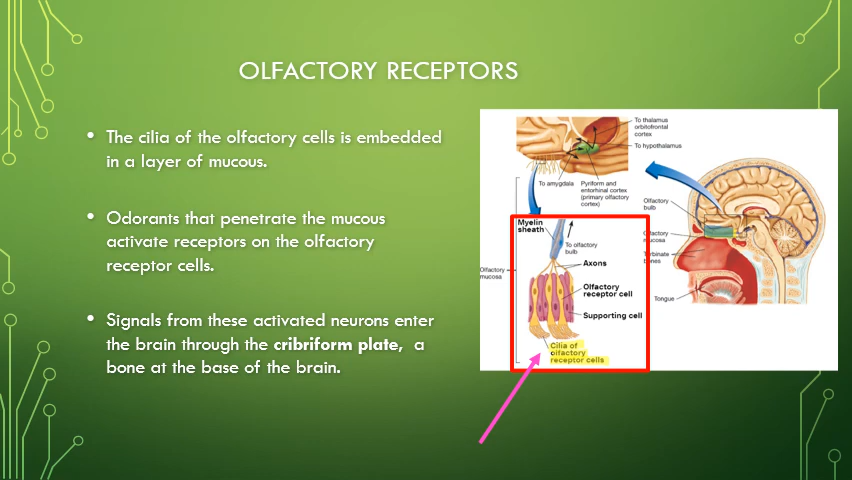 OLFACTORY RECEPTORS
• The cilia of the olfactory cells is embedded
in a layer of mucous.
• Odorants that penetrate the mucous
activate receptors on the olfactory
receptor cells.
• Signals from these activated neurons enter
the brain through the cribriform plate, a
bone at the base of the brain.
To thalamus
orbitofrontal
cortex
To hypothalamus
To amygdala
Pyriform and
entorhinal cortex
(primary olfactory
cortex)
Olfactory
bulb
Olfactory
mucosa
Turbinate
bones
Tongue
Myelin
sheath
To olfactory
bulb
Axons
Olfactory
mucosa
Olfactory
receptor cell
Supporting cell
Cilia of
olfactory
receptor cells